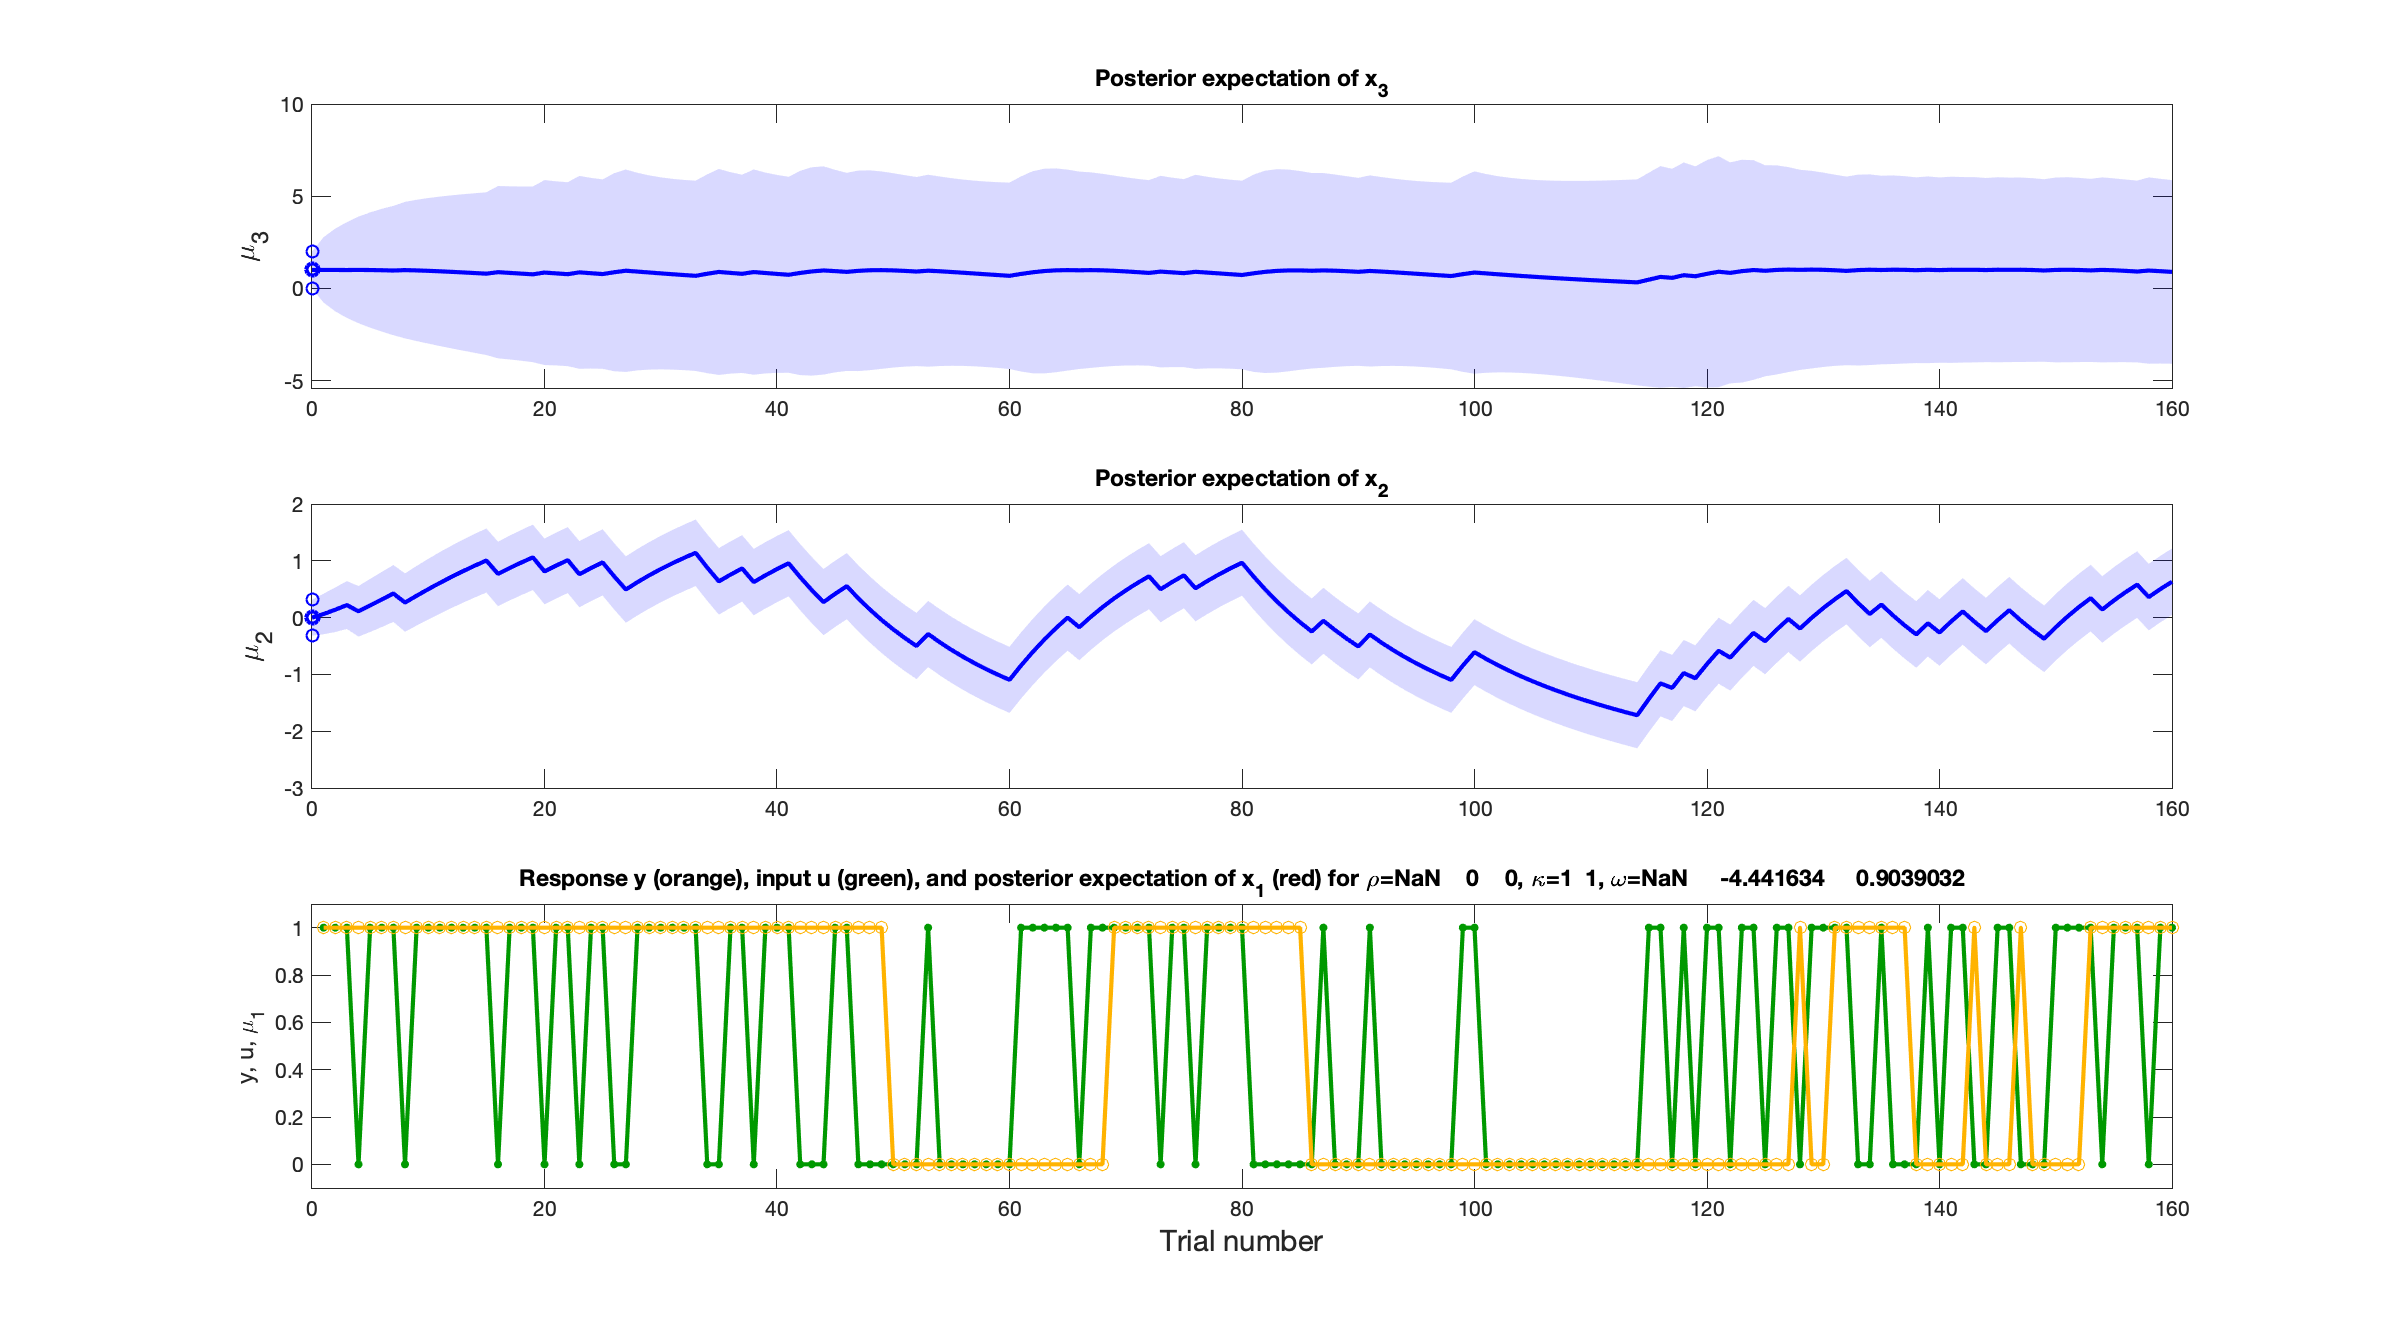 Posterior expectation of x3
10
5
0
-5
μ3
0 20 40 60 80 100 120 140 160
Posterior expectation of x2
2
1
0
-1
-2
-3
μ2
0 20 40 60 80 100 120 140 160
Response y (orange), input u (green), and posterior expectation of x1 (red) for ρ=NaN 0 0, κ=1 1, ω=NaN -4.441634 0.9039032
1
0.8
0.6
0.4
0.2
0
y, u, μ1
0 20 40 60 80 100 120 140 160
Trial number